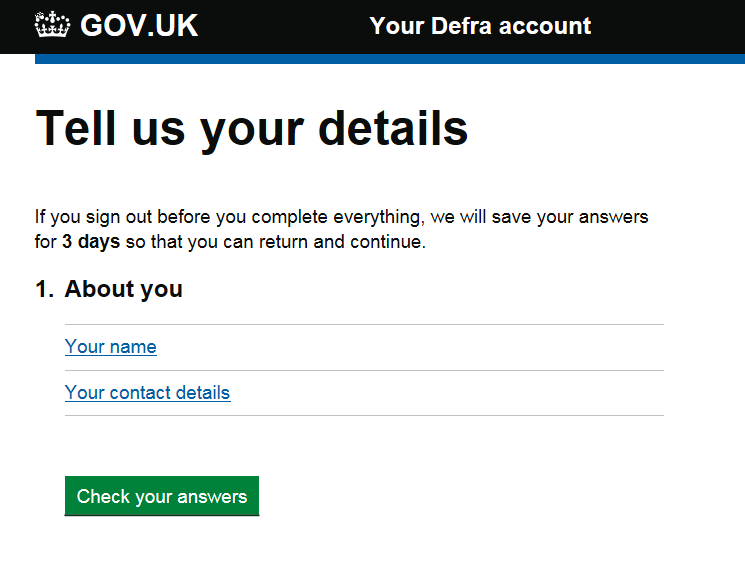 GOV.UK Your Defra account
Tell us your details
If you sign out before you complete everything, we will save your answers
for 3 days so that you can return and continue.
1. About you
Your name
Your contact details
Check your answers